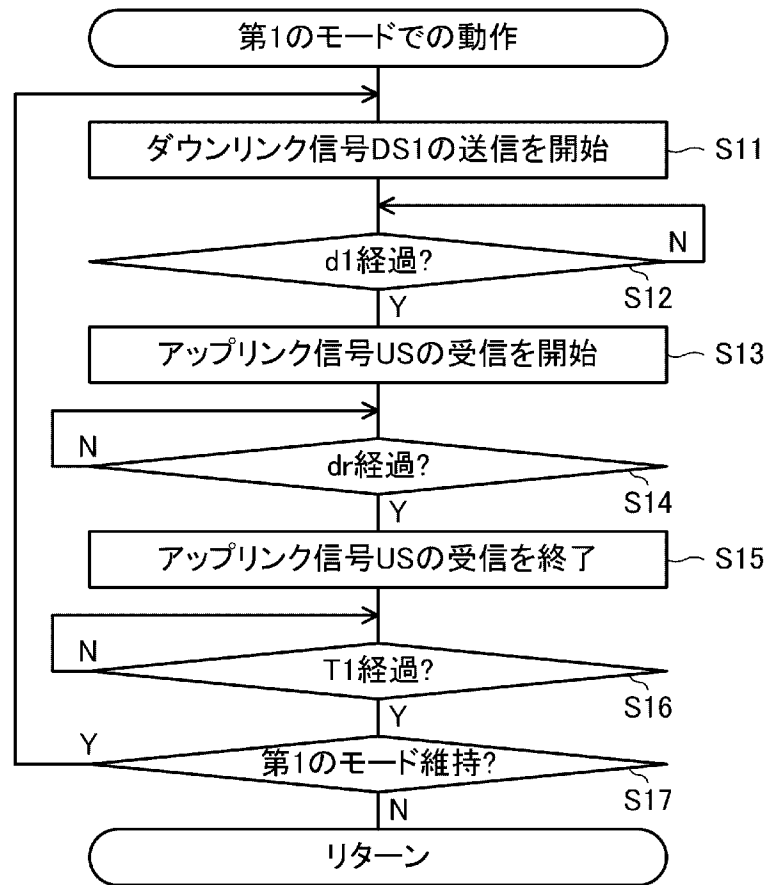 第1のモードでの動作
ダウンリンク信号DS1の送信を開始
S11
N
d1経過?
S12
Y
アップリンク信号USの受信を開始
S13
N
dr経過?
S14
Y
アップリンク信号USの受信を終了
S15
N
T1経過?
S16
Y
Y
第1のモード維持?
S17
N
リターン